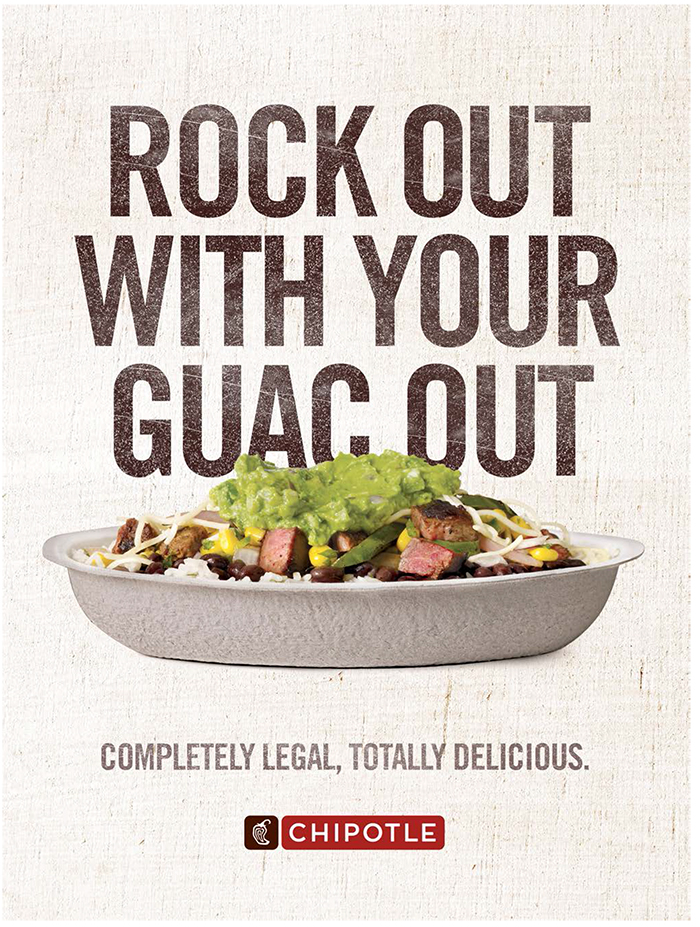 ROCK OUT
WITH YOUR
GUAC OUT
COMPLETELY LEGAL, TOTALLY DELICIOUS.
CHIPOTLE